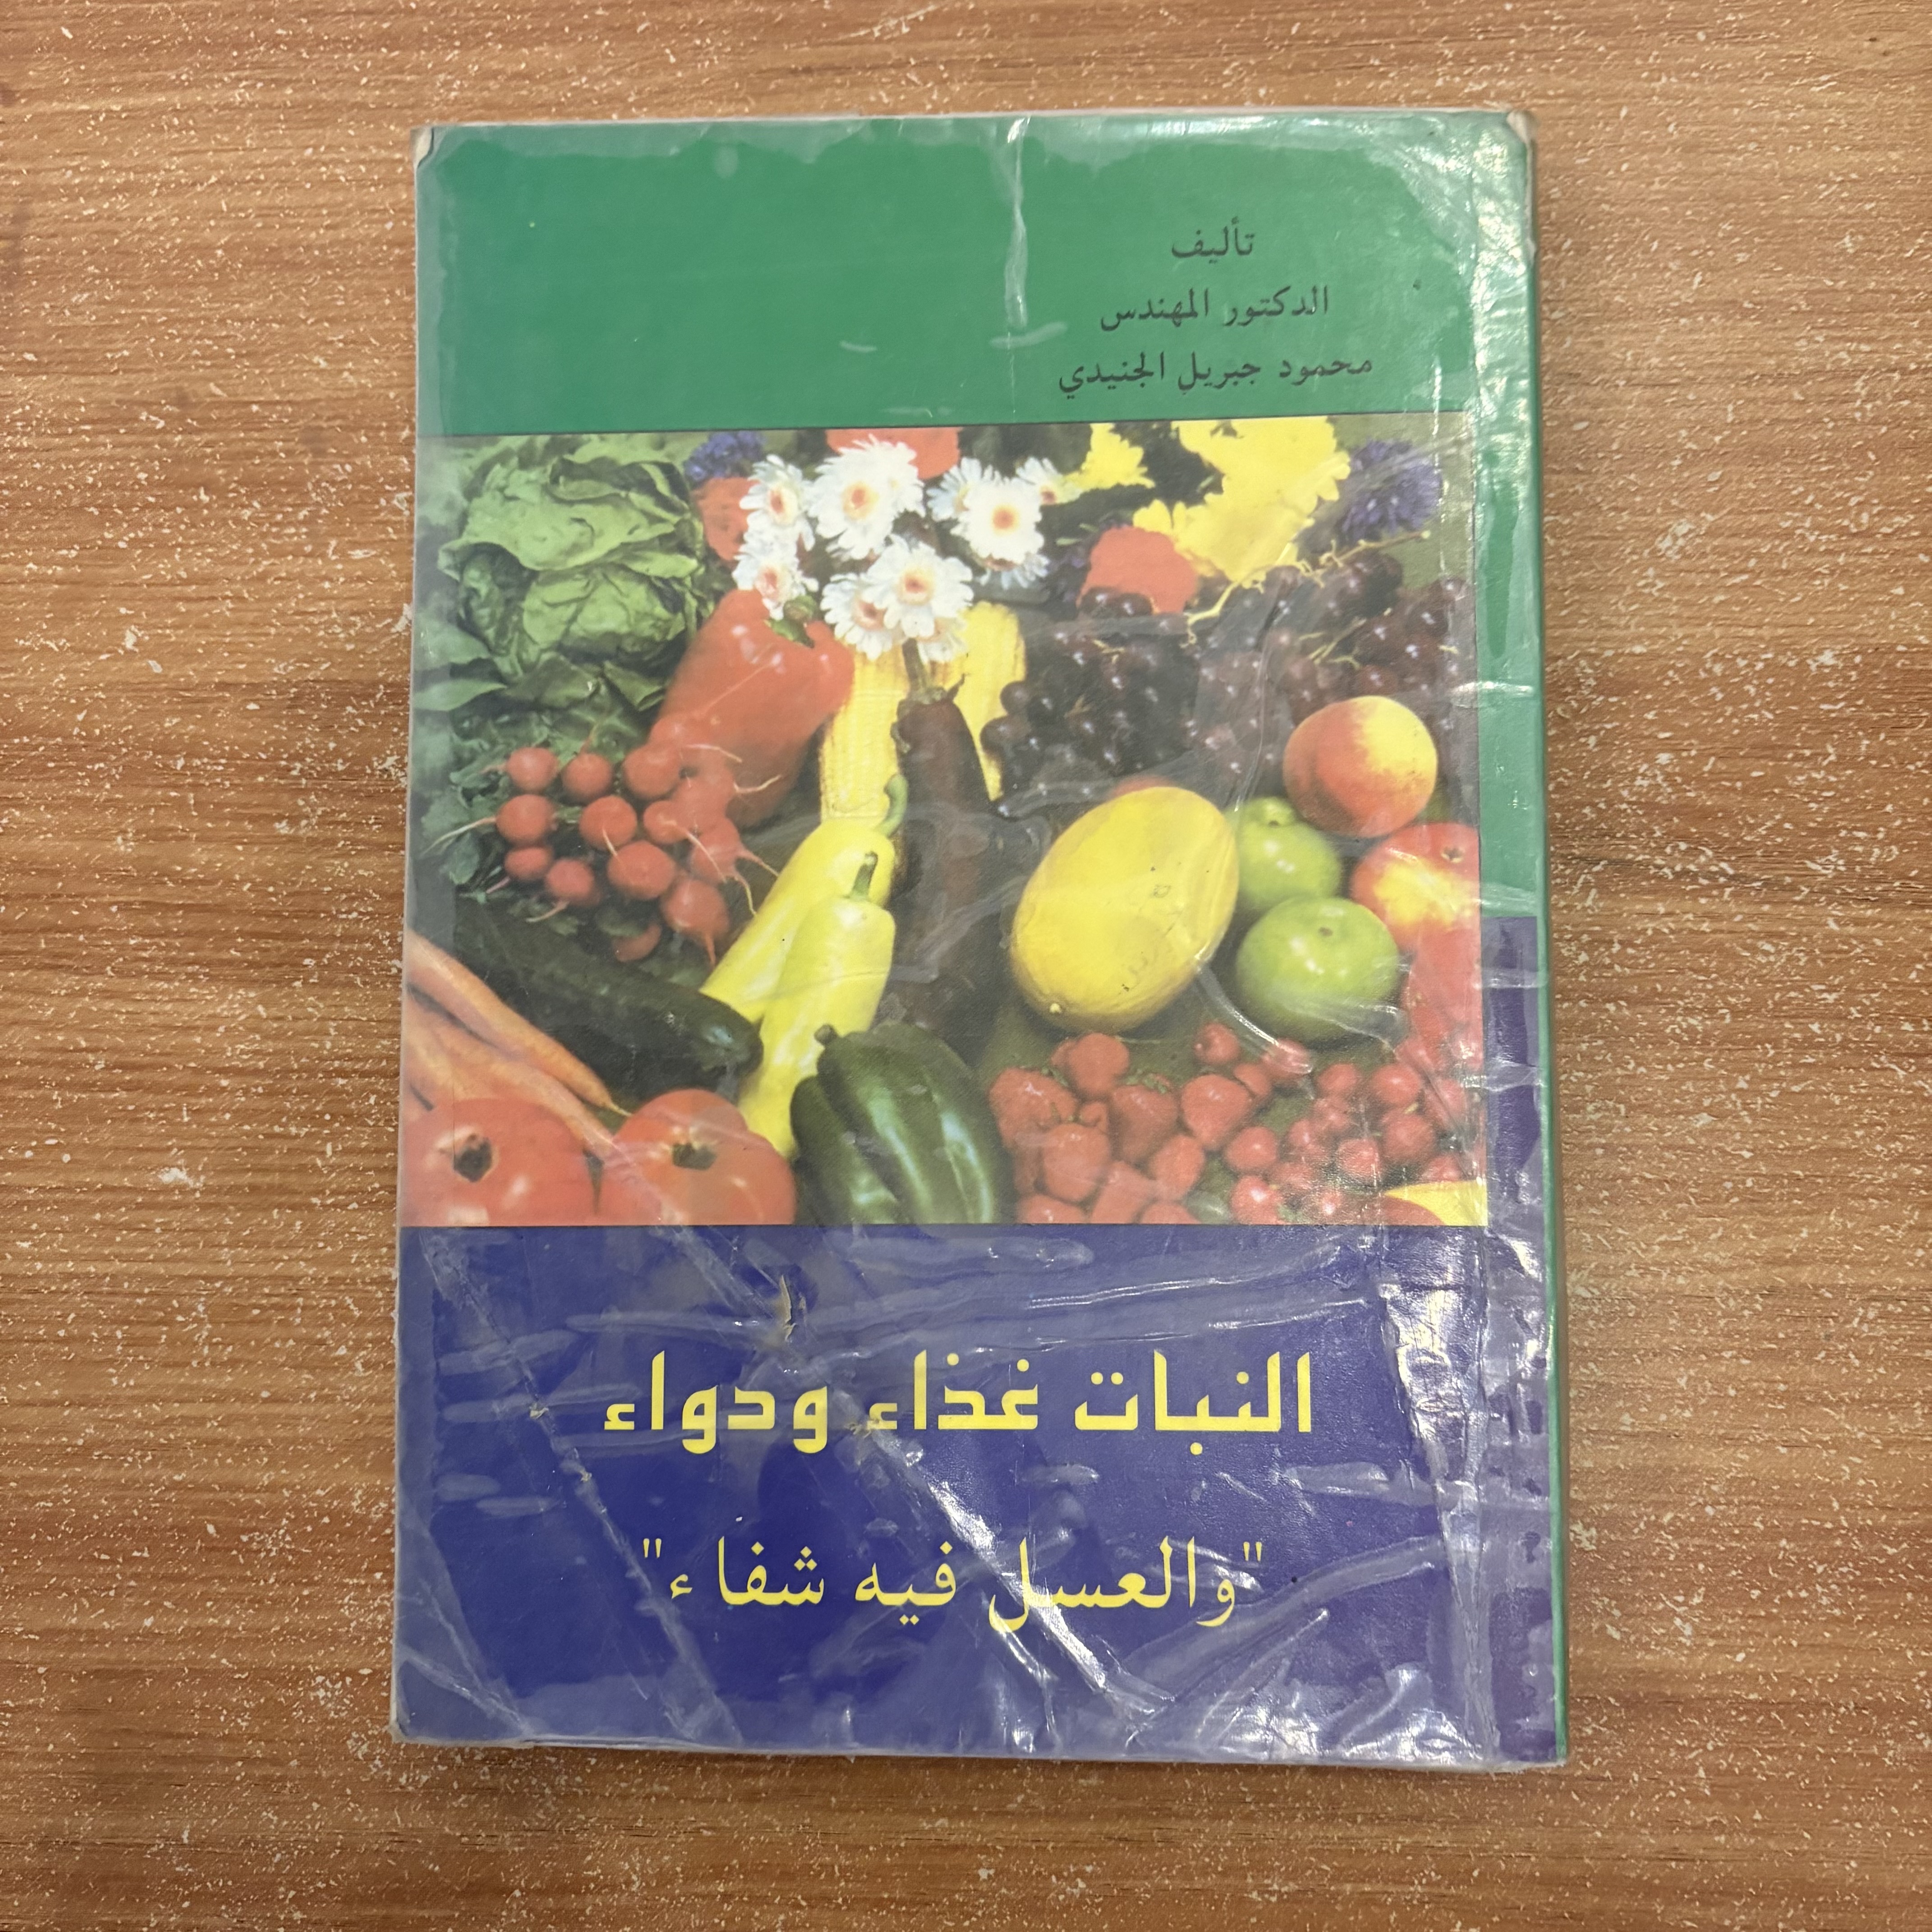 تأليف
الدكتور المهندس
محمود جبريل الجنيدي
النبات غذاء ودواء
"والعسل فيه شفاء"